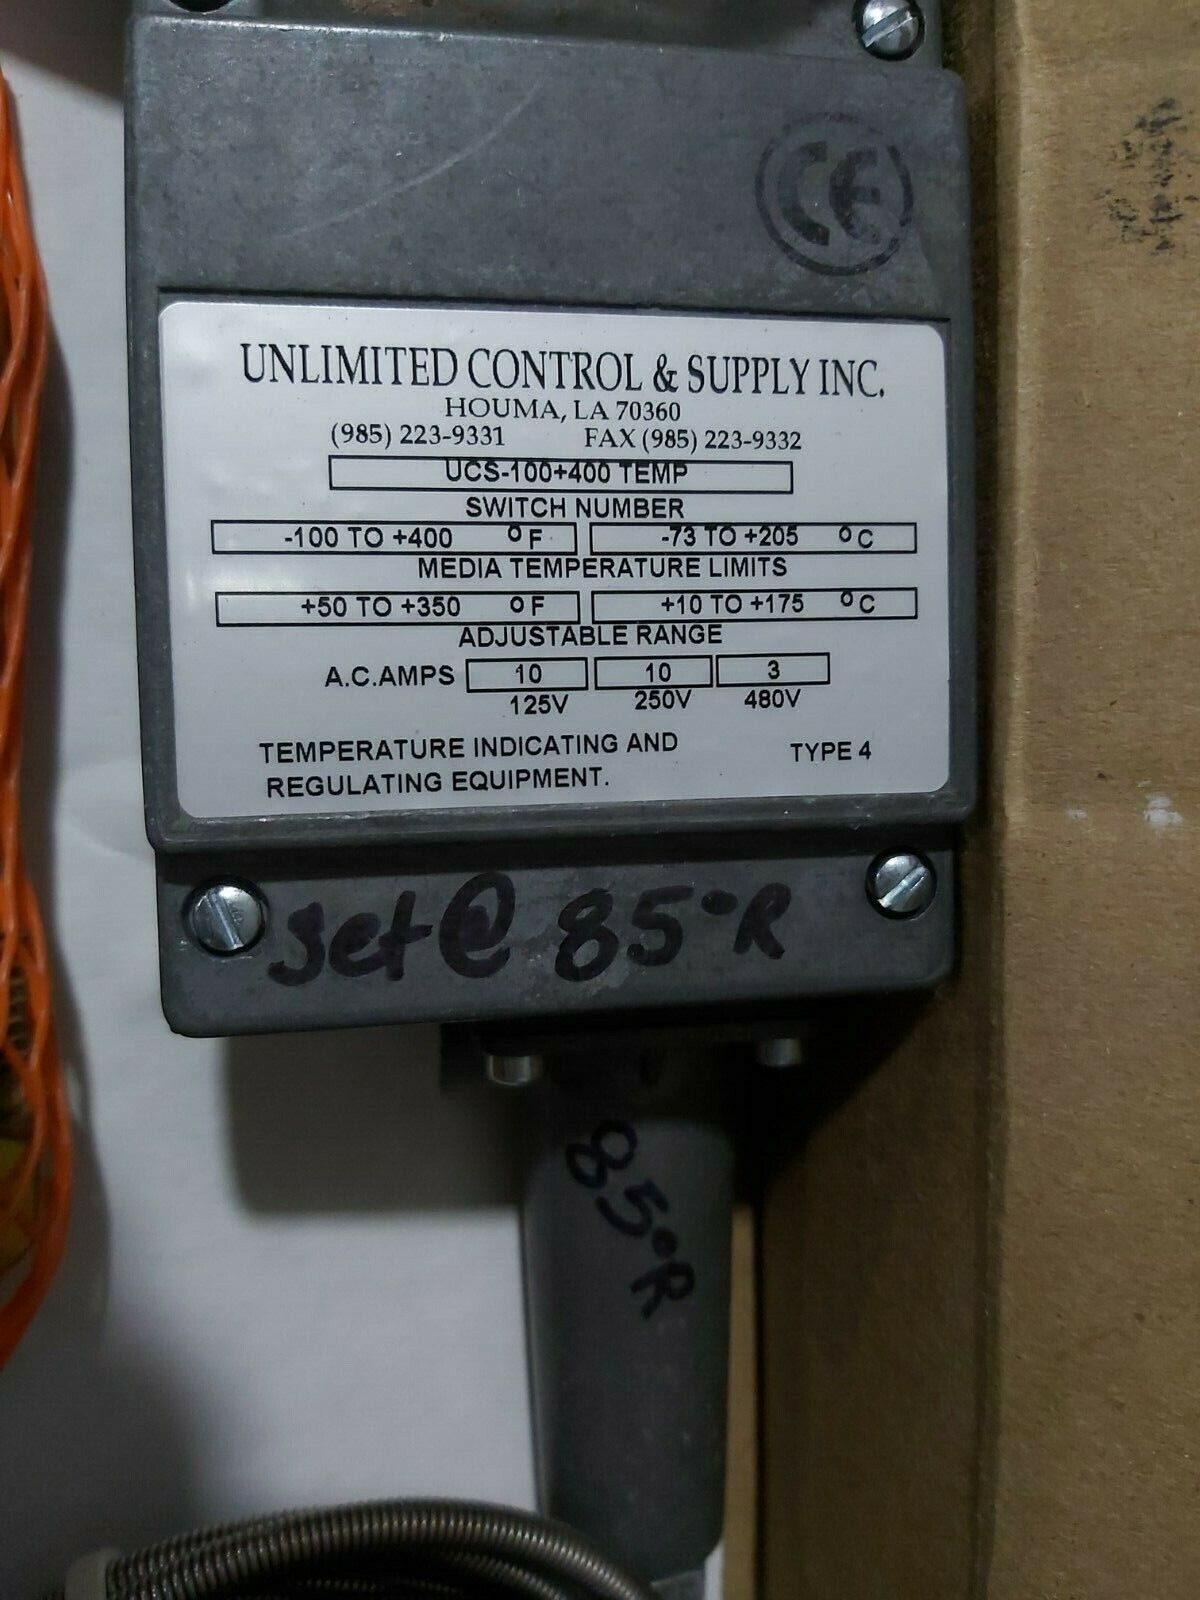 CE
UNLIMITED CONTROL & SUPPLY INC.
HOUMA, LA 70360
(985) 223-9331 FAX (985) 223-9332
UCS-100+400 TEMP
SWITCH NUMBER
-100 TO +400 °F -73 TO +205 °C
MEDIA TEMPERATURE LIMITS
+50 TO +350 °F +10 TO +175 °C
ADJUSTABLE RANGE
A.C.AMPS 10 10 3
125V 250V 480V
TEMPERATURE INDICATING AND TYPE 4
REGULATING EQUIPMENT.
Set@ 85°R
85°R